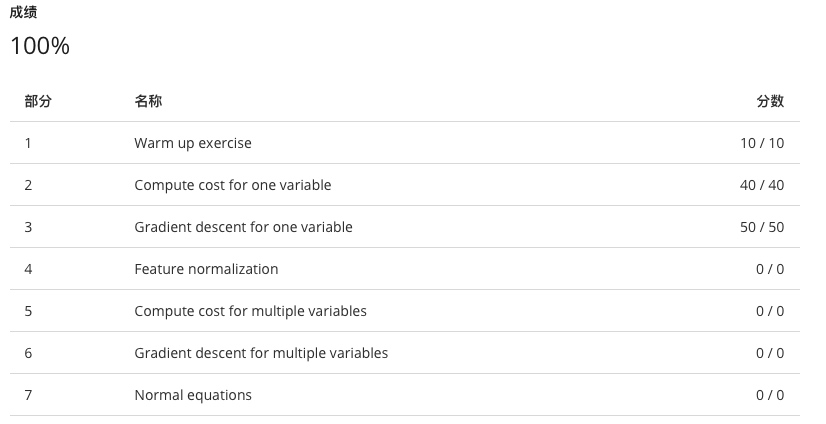 成绩
100%
部分 名称 分数
1 Warm up exercise 10 / 10
2 Compute cost for one variable 40 / 40
3 Gradient descent for one variable 50 / 50
4 Feature normalization 0 / 0
5 Compute cost for multiple variables 0 / 0
6 Gradient descent for multiple variables 0 / 0
7 Normal equations 0 / 0